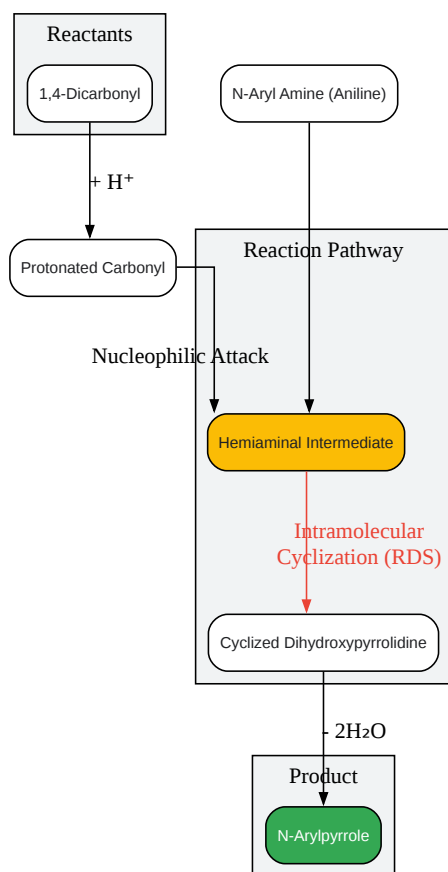 Reactants
1,4-Dicarbonyl
N-Aryl Amine (Aniline)
+ H⁺
Reaction Pathway
Protonated Carbonyl
Nucleophilic Attack
Hemiaminal Intermediate
Intramolecular
Cyclization (RDS)
Cyclized Dihydroxypyrrolidine
- 2H₂O
Product
N-Arylpyrrole